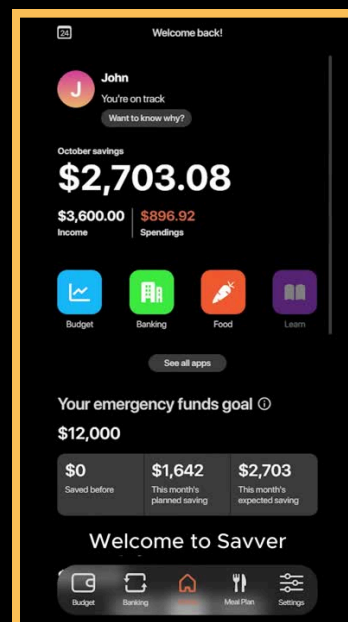 24
Welcome back!
J
John
You're on track
Want to know why?
October savings
$2,703.08
$3,600.00 $896.92
Income Spendings
Budget Banking Food Learn
See all apps
Your emergency funds goal
$12,000
$0 $1,642 $2,703
Saved before This month's This month's
planned saving expected saving
Welcome to Savver
Budget Banking Meal Plan Settings